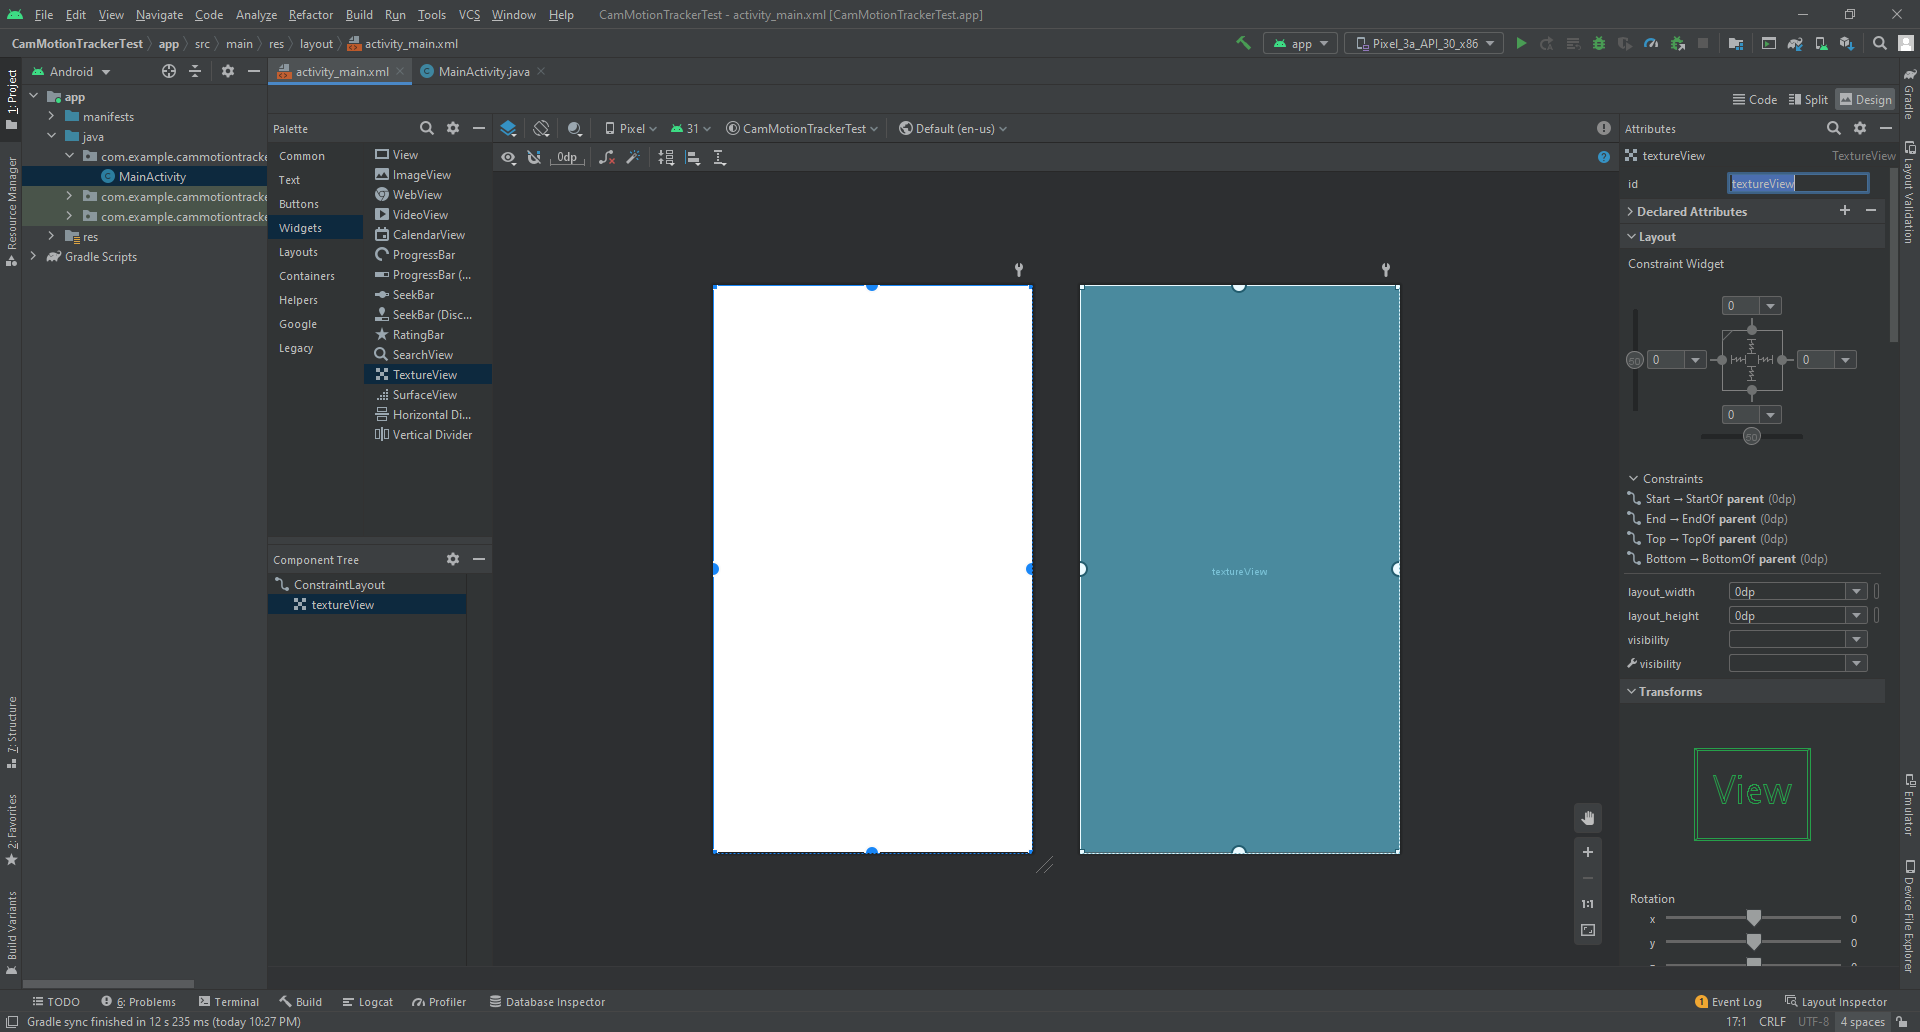 File Edit View Navigate Code Analyze Refactor Build Run Tools VCS Window Help CamMotionTrackerTest - activity_main.xml [CamMotionTrackerTest.app]
CamMotionTrackerTest app src main res layout activity_main.xml app Pixel_3a_API_30_x86
1: Project
Resource Manager
7: Structure
2: Favorites
Build Variants
Android
app
manifests
java
com.example.cammotiontracke
MainActivity
com.example.cammotiontracke
com.example.cammotiontracke
res
Gradle Scripts
activity_main.xml MainActivity.java
Code Split Design
Palette
Common
Text
Buttons
Widgets
Layouts
Containers
Helpers
Google
Legacy
View
ImageView
WebView
VideoView
CalendarView
ProgressBar
ProgressBar (...
SeekBar
SeekBar (Disc...
RatingBar
SearchView
TextureView
SurfaceView
Horizontal Di...
Vertical Divider
Component Tree
ConstraintLayout
textureView
Pixel 31 CamMotionTrackerTest Default (en-us)
0dp
textureView
1:1
Attributes
textureView TextureView
id textureView
Declared Attributes
Layout
Constraint Widget
0
50 0 0
0
50
Constraints
Start → StartOf parent (0dp)
End → EndOf parent (0dp)
Top → TopOf parent (0dp)
Bottom → BottomOf parent (0dp)
layout_width 0dp
layout_height 0dp
visibility
visibility
Transforms
View
Rotation
x 0
y 0
Gradle
Layout Validation
Emulator
Device File Explorer
TODO 6: Problems Terminal Build Logcat Profiler Database Inspector 1 Event Log Layout Inspector
Gradle sync finished in 12 s 235 ms (today 10:27 PM) 17:1 CRLF UTF-8 4 spaces